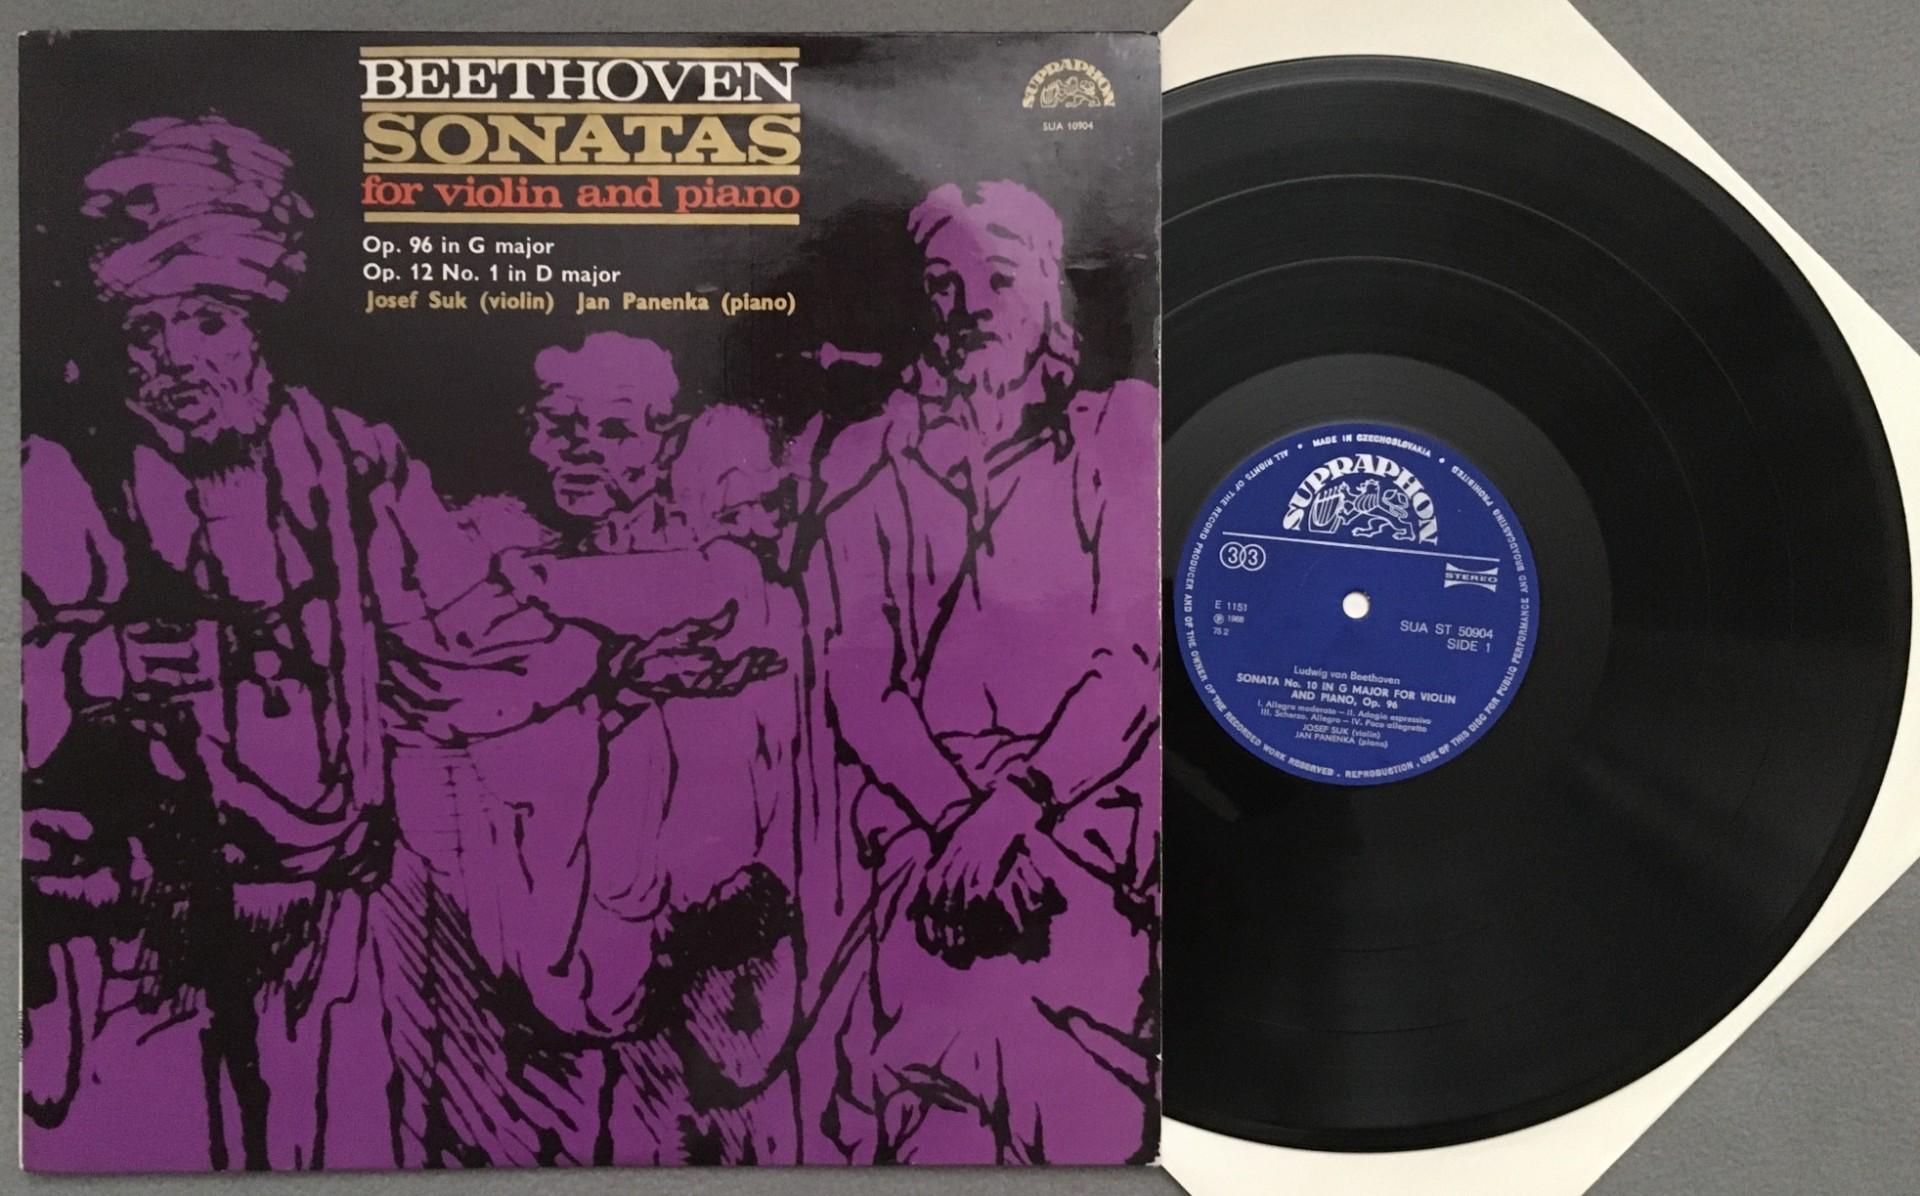 BEETHOVEN
SONATAS
for violin and piano
Op. 96 in G major
Op. 12 No. 1 in D major
Josef Suk (violin) Jan Panenka (piano)
SUPRAPHON
SUA 10904
MADE IN CZECHOSLOVAKIA • ALL RIGHTS OF THE RECORD PRODUCER AND OF THE OWNER OF THE RECORDED WORK RESERVED . REPRODUCTION , USE OF THIS DISC FOR PUBLIC PERFORMANCE AND BROADCASTING PROHIBITED •
SUPRAPHON
33
STEREO
E 1151
℗ 1968
75 2
SUA ST 50904
SIDE 1
Ludwig van Beethoven
SONATA No. 10 IN G MAJOR FOR VIOLIN
AND PIANO, Op. 96
I. Allegro moderato – II. Adagio espressivo
III. Scherzo. Allegro – IV. Poco allegretto
JOSEF SUK (violin)
JAN PANENKA (piano)